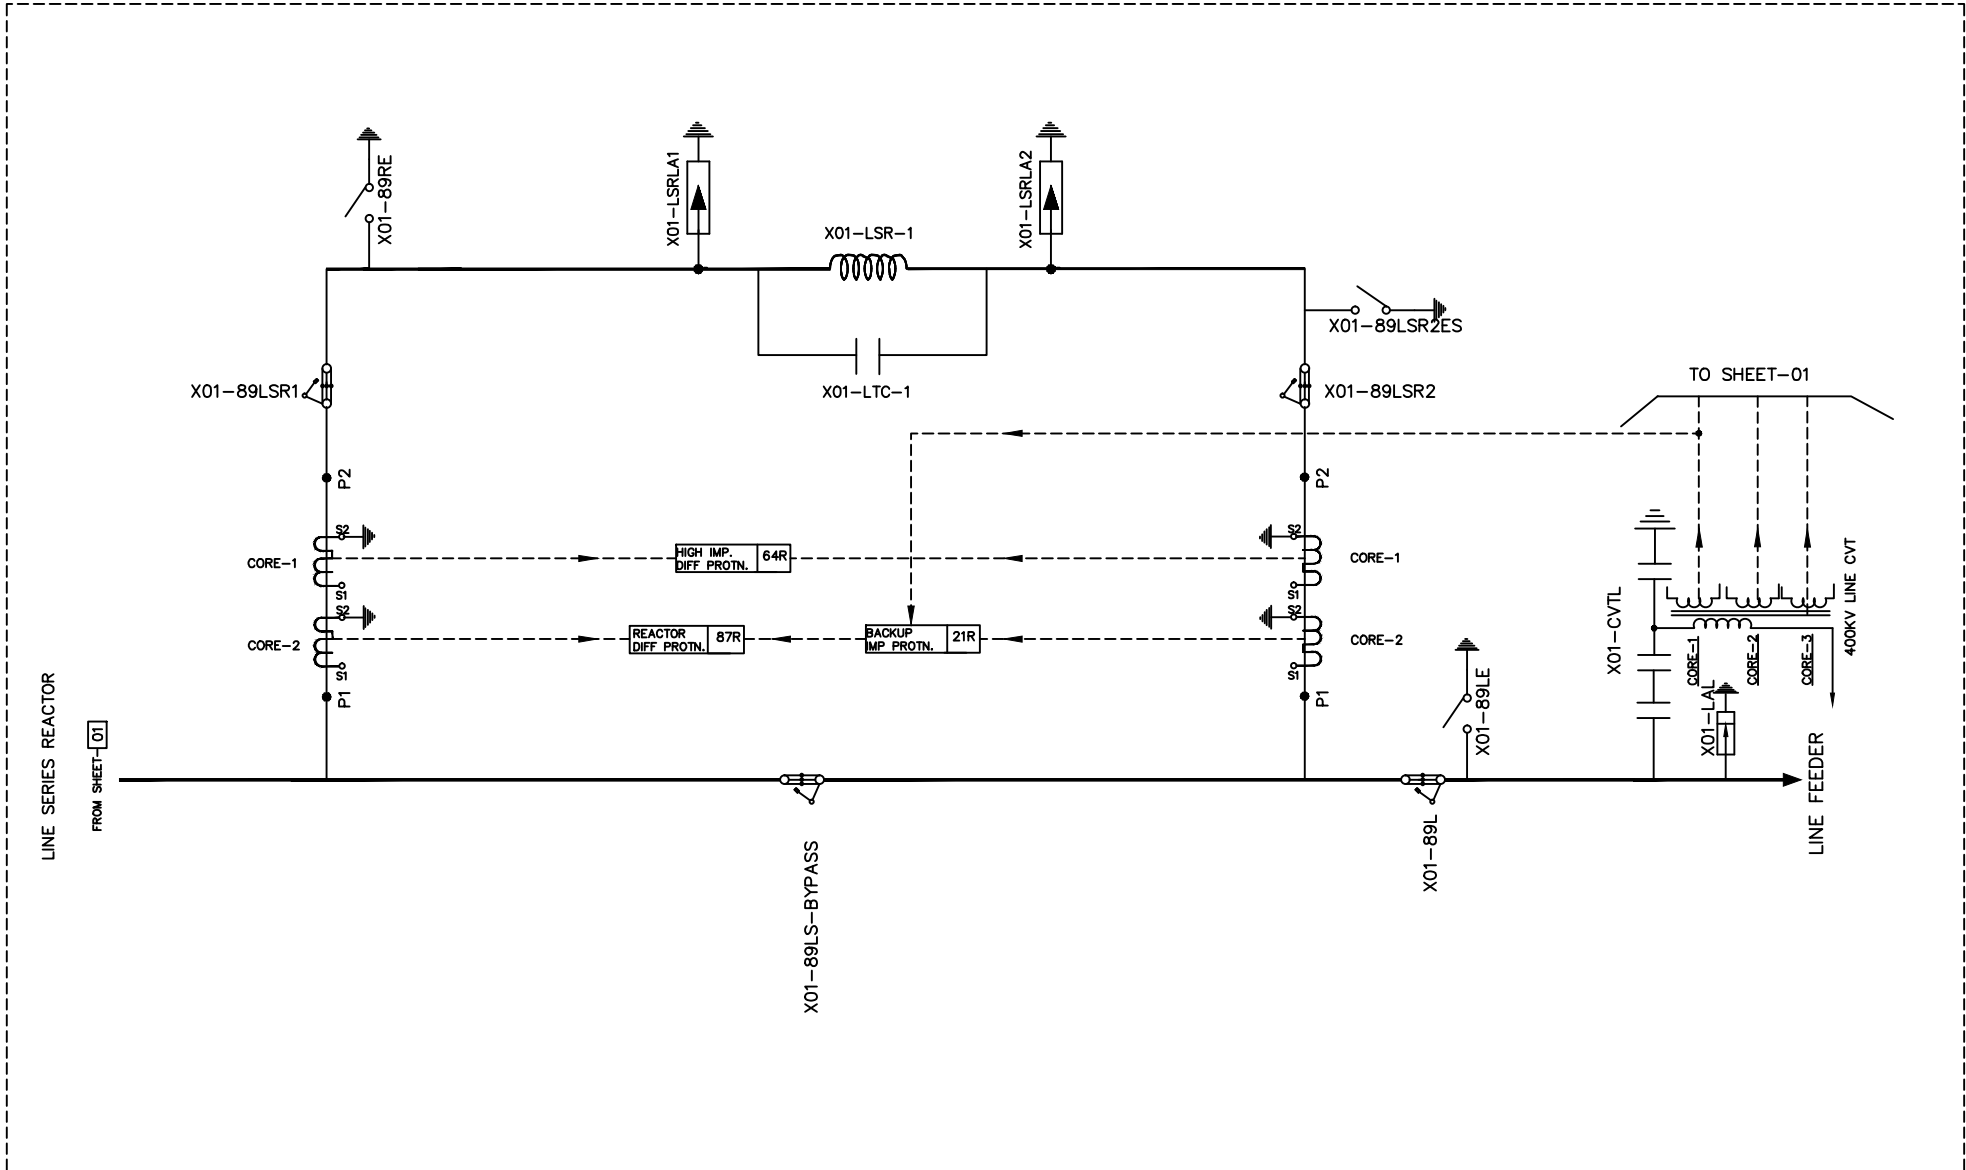 X01-89RE
X01-LSRLA1
X01-LSRLA2
X01-LSR-1
X01-89LSR2ES
X01-LTC-1
X01-89LSR1
X01-89LSR2
TO SHEET-01
P2
P2
S2
S2
CORE-1
HIGH IMP.
DIFF PROTN.
64R
CORE-1
S1
S1
S2
S2
CORE-2
REACTOR
DIFF PROTN.
87R
BACKUP
IMP PROTN.
21R
CORE-2
S1
S1
P1
P1
X01-CVTL
400KV LINE CVT
CORE-1
CORE-2
CORE-3
X01-LAL
X01-89LE
LINE SERIES REACTOR
FROM SHEET-01
LINE FEEDER
X01-89LS-BYPASS
X01-89L